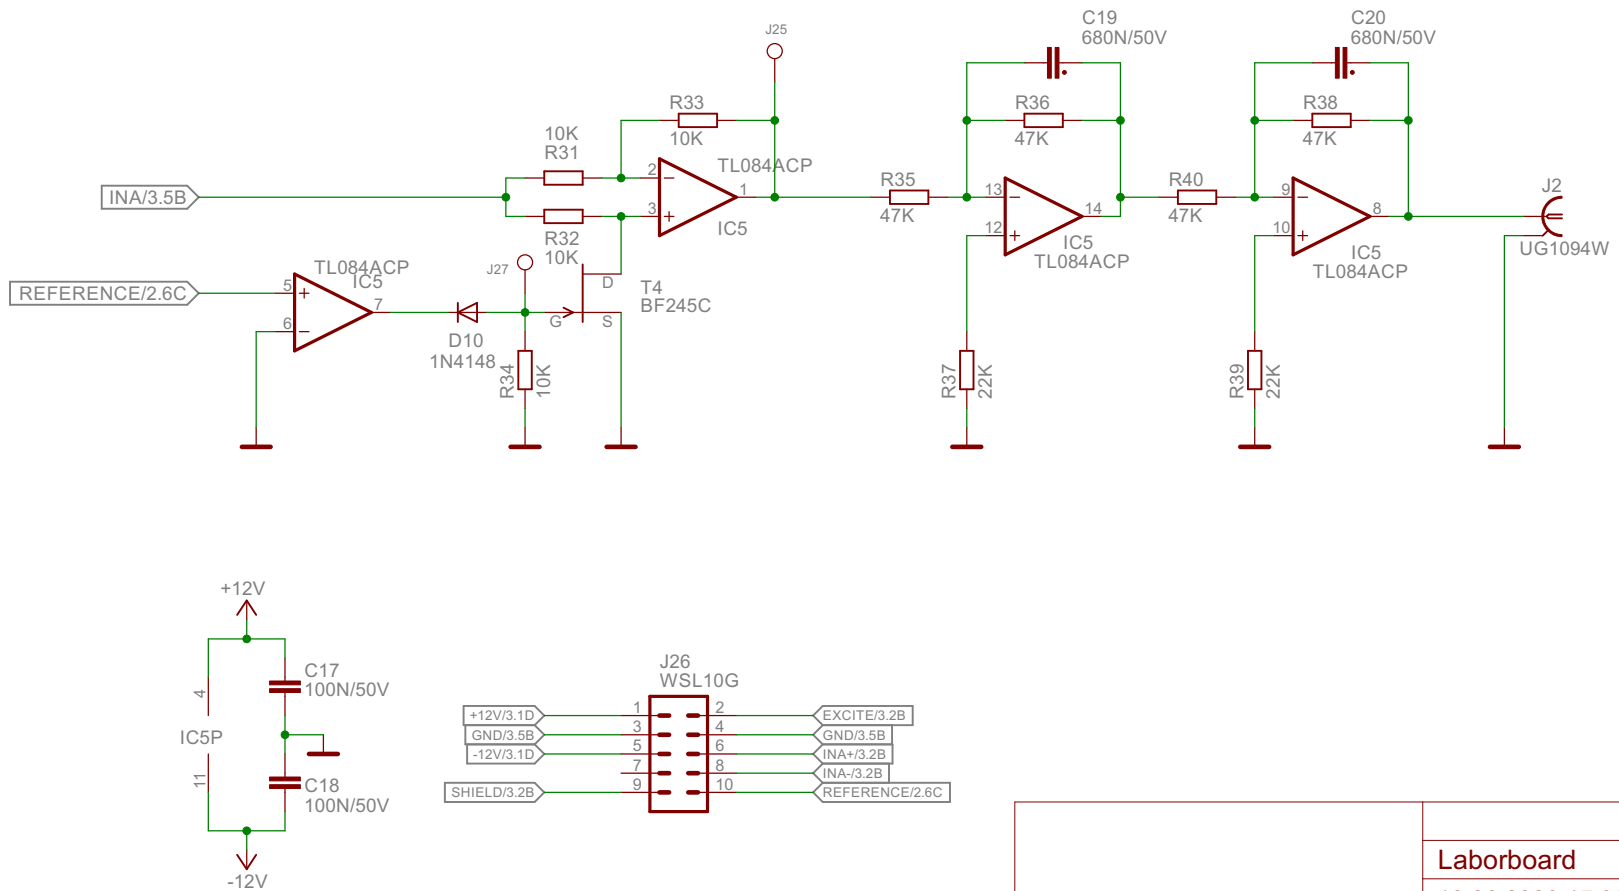 C19
680N/50V
C20
680N/50V
J25
R33
10K
R36
47K
R38
47K
10K
R31
TL084ACP
2
3
1
IC5
INA/3.5B
R32
10K
R35
47K
13
12
14
IC5
TL084ACP
R40
47K
9
10
8
IC5
TL084ACP
J2
UG1094W
REFERENCE/2.6C
TL084ACP
IC5
5
6
7
J27
D10
1N4148
G
D
S
T4
BF245C
R34
10K
R37
22K
R39
22K
+12V
4
IC5P
11
C17
100N/50V
C18
100N/50V
-12V
J26
WSL10G
+12V/3.1D 1 2 EXCITE/3.2B
GND/3.5B 3 4 GND/3.5B
-12V/3.1D 5 6 INA+/3.2B
7 8 INA-/3.2B
SHIELD/3.2B 9 10 REFERENCE/2.6C
Laborboard